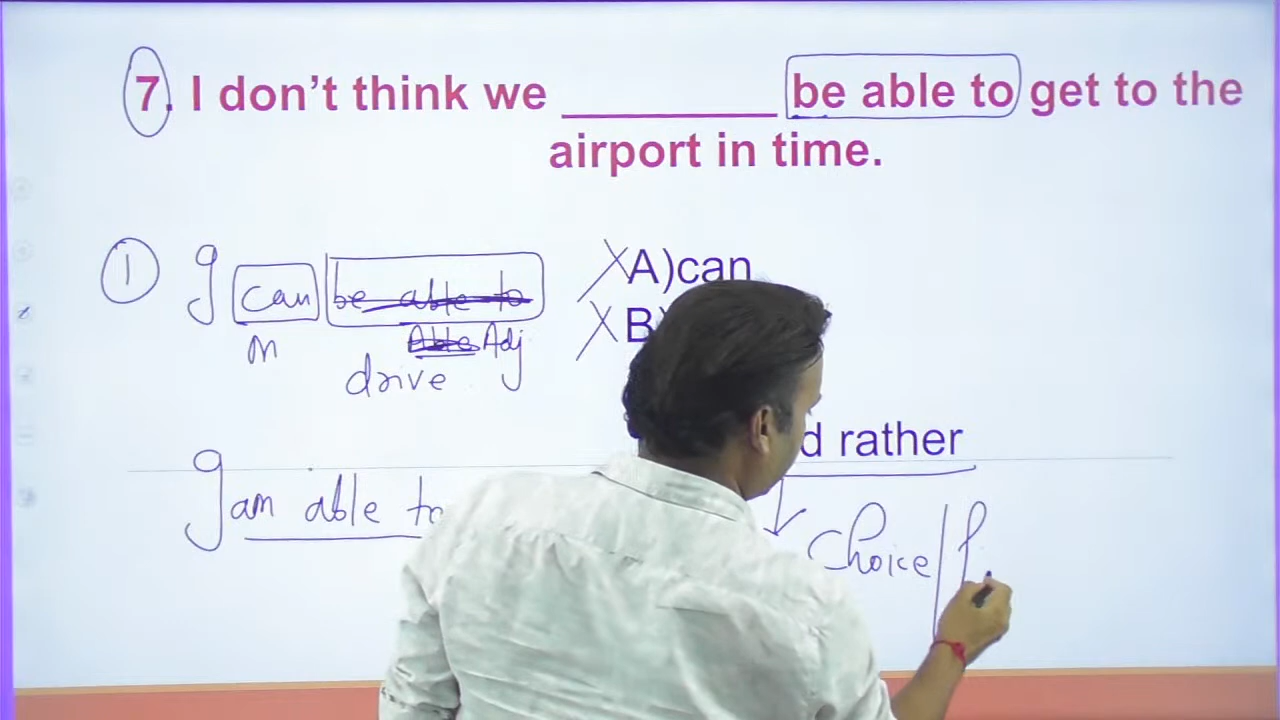 7. I don't think we __________ be able to get to the
airport in time.
1 I can be able to
Able Adj
m
drive
A)can
B)
d rather
I am able to
Choice/